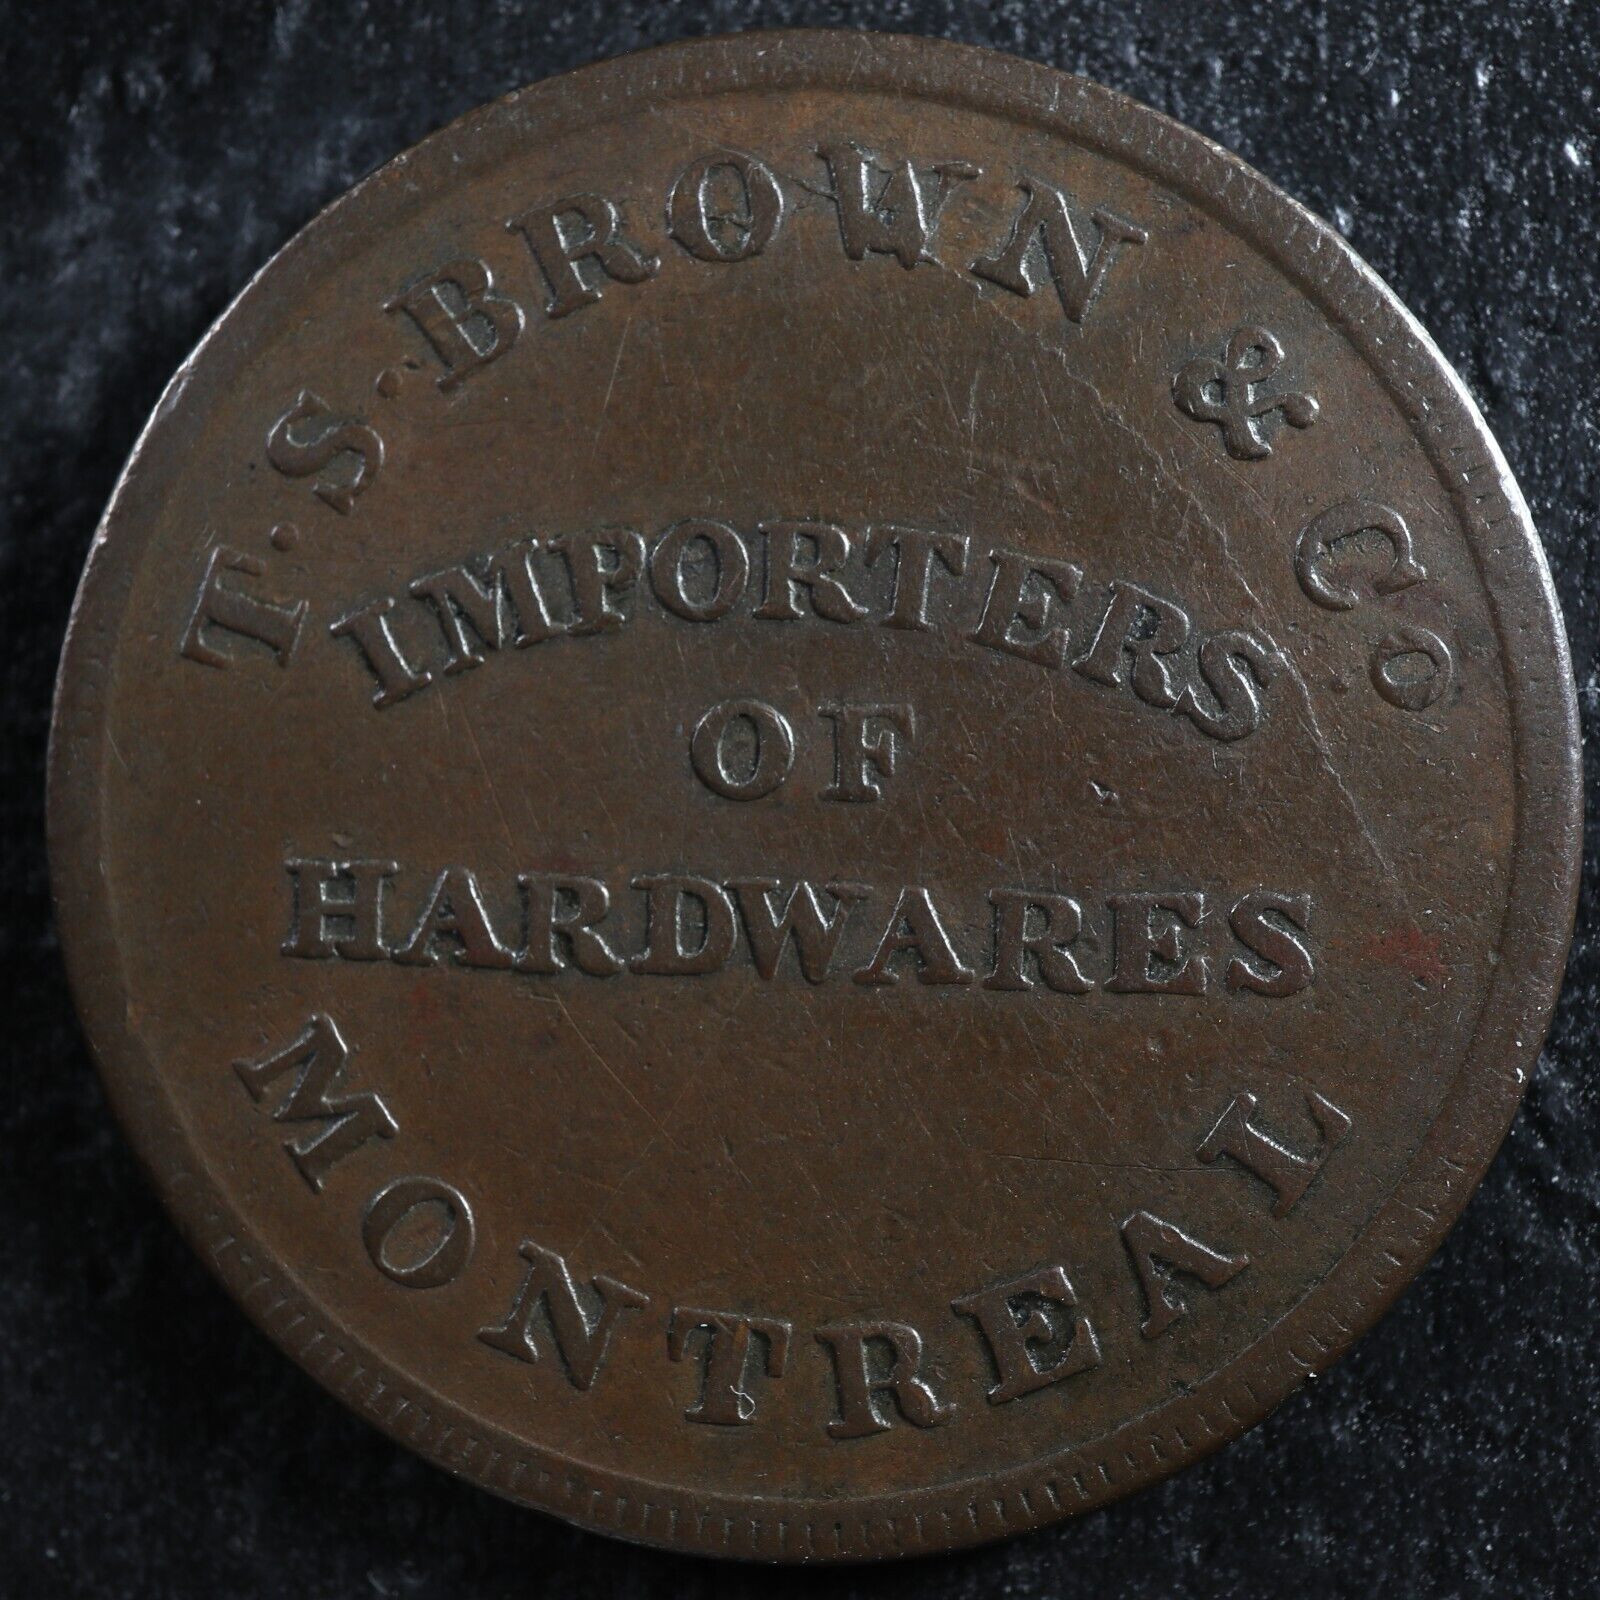 T.S.BROWN & Co
IMPORTERS
OF
HARDWARES
MONTREAL